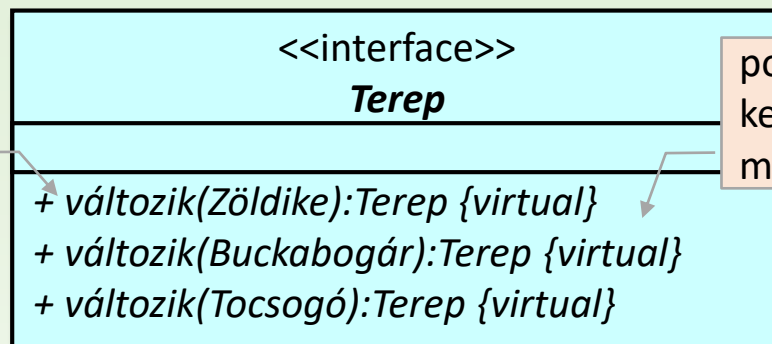 <<interface>>
Terep
+ változik(Zöldike):Terep {virtual}
+ változik(Buckabogár):Terep {virtual}
+ változik(Tocsogó):Terep {virtual}